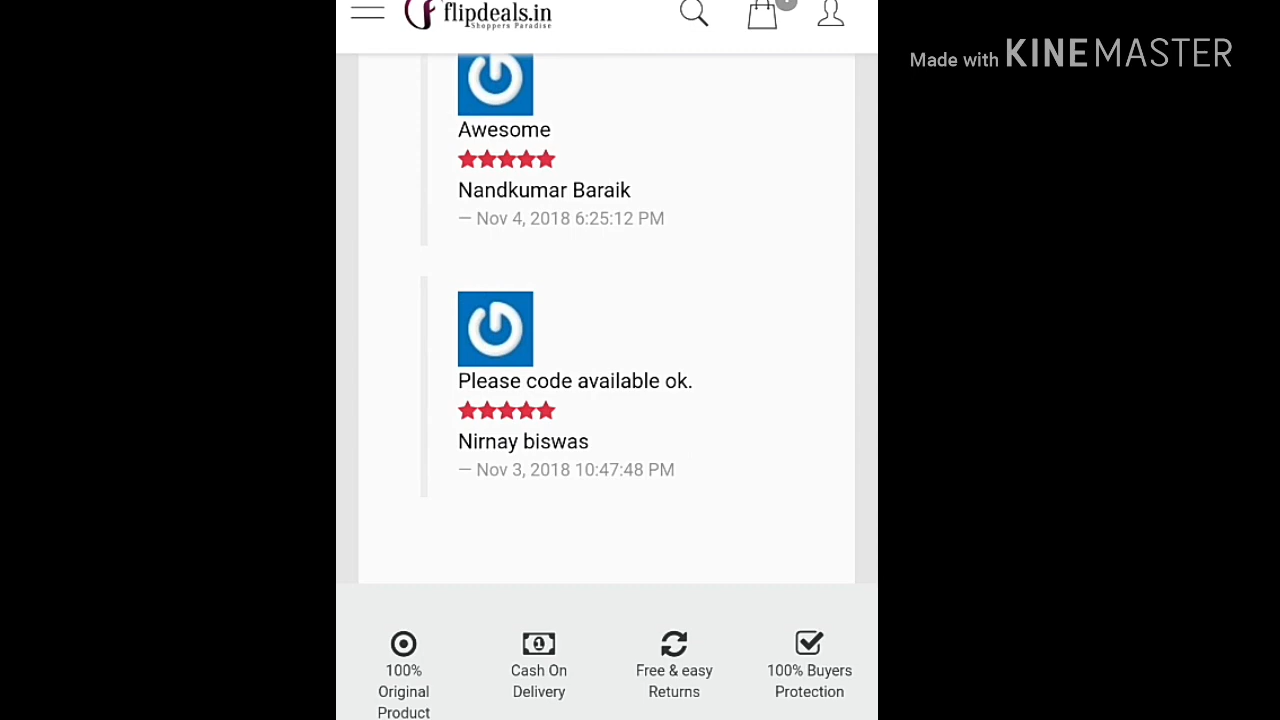 flipdeals.in
Shoppers Paradise
Made with KINEMASTER
Awesome
Nandkumar Baraik
— Nov 4, 2018 6:25:12 PM
Please code available ok.
Nirnay biswas
— Nov 3, 2018 10:47:48 PM
100%
Original
Product
Cash On
Delivery
Free & easy
Returns
100% Buyers
Protection